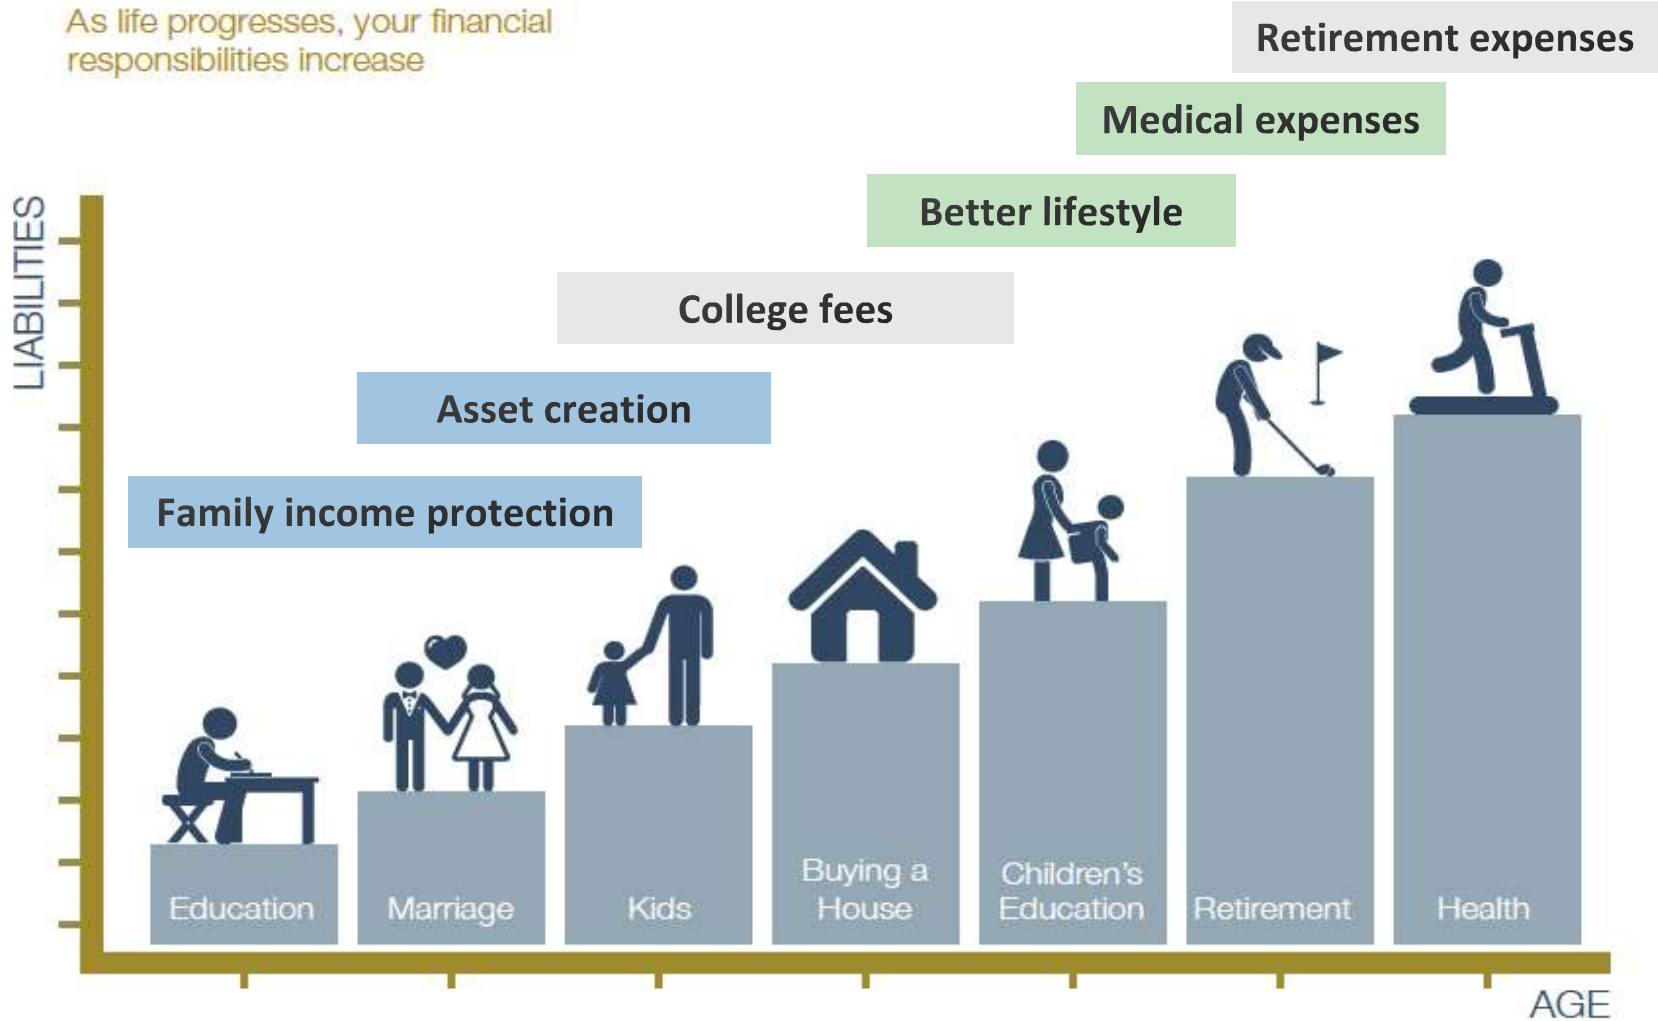 As life progresses, your financial
responsibilities increase
Retirement expenses
Medical expenses
Better lifestyle
College fees
Asset creation
Family income protection
LIABILITIES
Education
Marriage
Kids
Buying a
House
Children's
Education
Retirement
Health
AGE